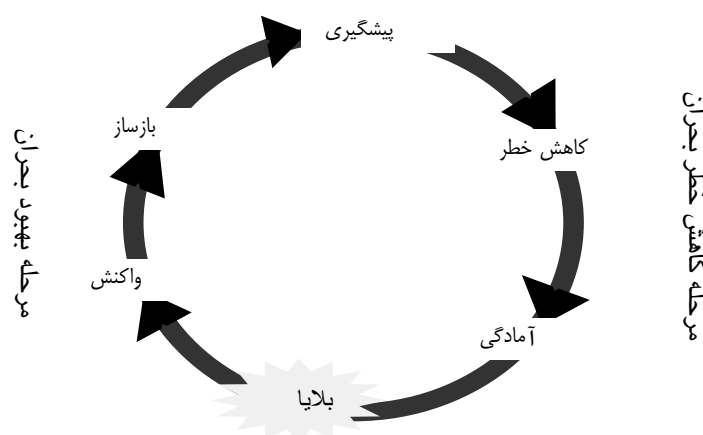 پیشگیری
کاهش خطر
آمادگی
بلایا
واکنش
بازساز
مرحله کاهش خطر بحران
مرحله بهبود بحران